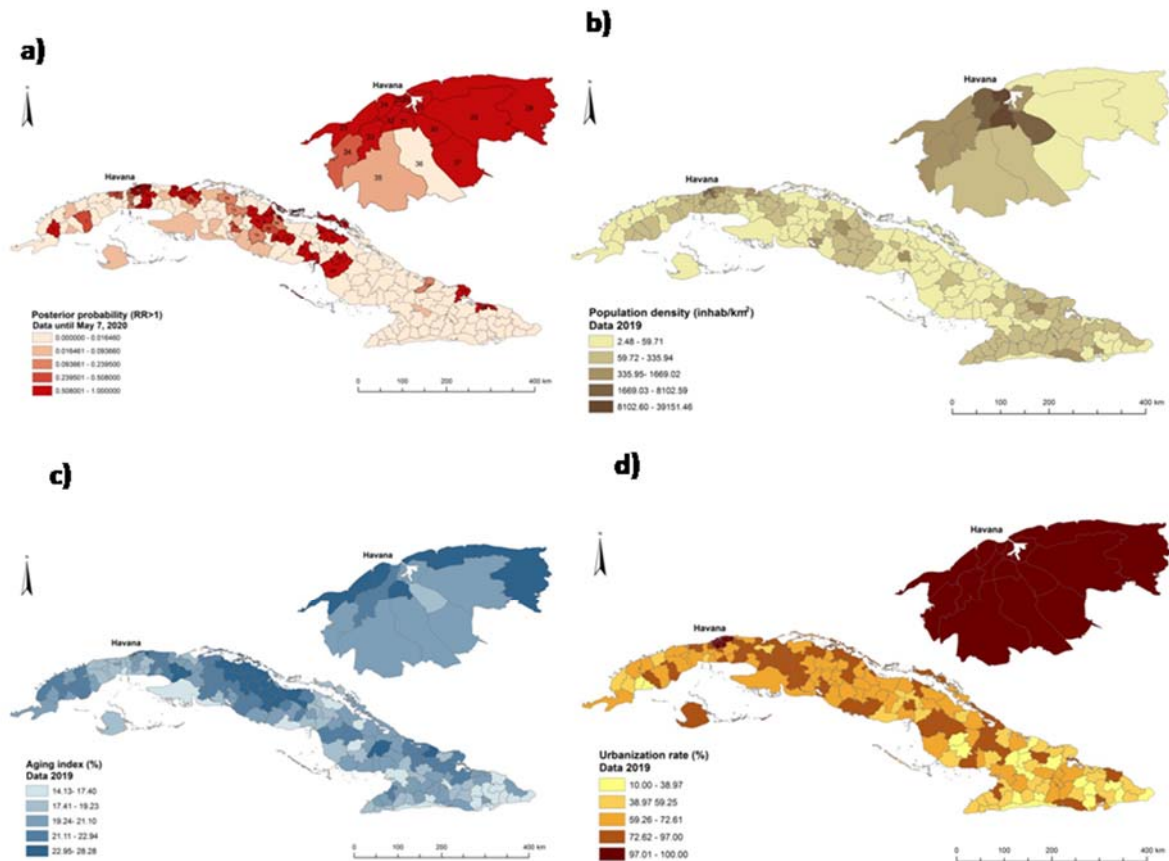 a)
Havana
N
34
35
36
37
28
Havana
Posterior probability (RR>1)
Data until May 7, 2020
0.000000 - 0.016460
0.016461 - 0.093660
0.093661 - 0.239500
0.239501 - 0.508000
0.508001 - 1.000000
0 100 200 400 km
b)
Havana
Havana
Population density (inhab/km²)
Data 2019
2.48 - 59.71
59.72 - 335.94
335.95- 1669.02
1669.03 - 8102.59
8102.60 - 39151.46
0 100 200 400 km
c)
Havana
Havana
Aging index (%)
Data 2019
14.13- 17.40
17.41 - 19.23
19.24- 21.10
21.11 - 22.94
22.95- 28.28
0 100 200 400 km
d)
Havana
Havana
Urbanization rate (%)
Data 2019
10.00 - 38.97
38.97 59.25
59.26 - 72.61
72.62 - 97.00
97.01 - 100.00
0 100 200 400 km